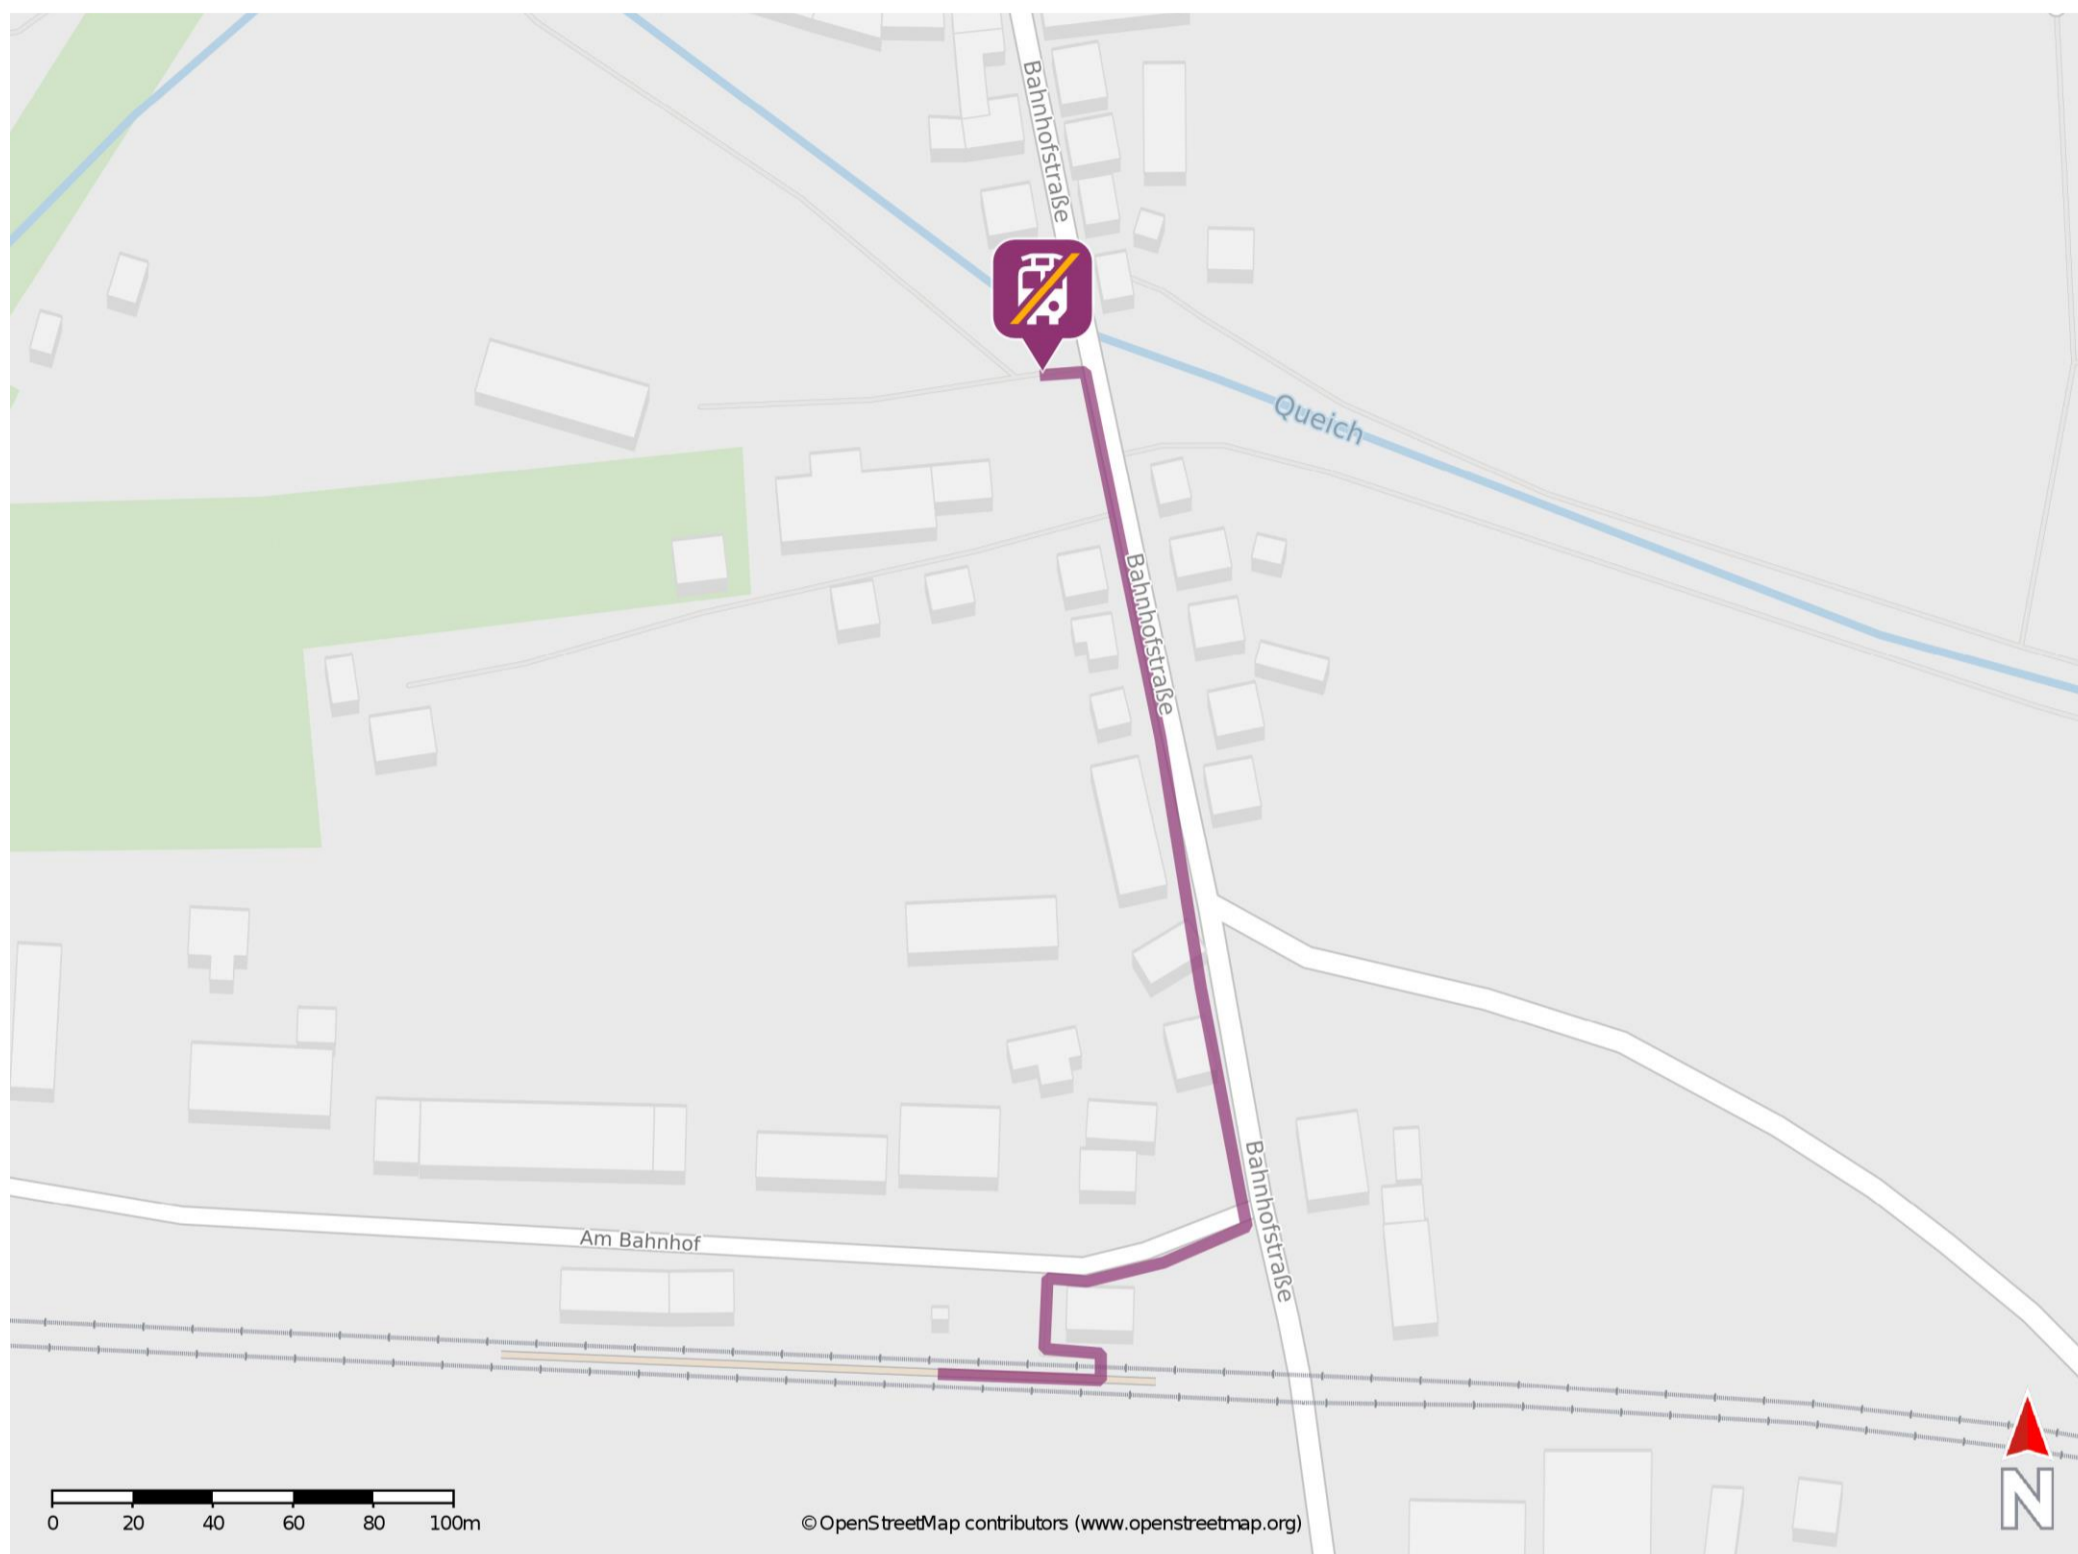 Bahnhofstraße
Queich
Bahnhofstraße
Bahnhofstraße
Am Bahnhof
0 20 40 60 80 100m
©OpenStreetMap contributors (www.openstreetmap.org)
N